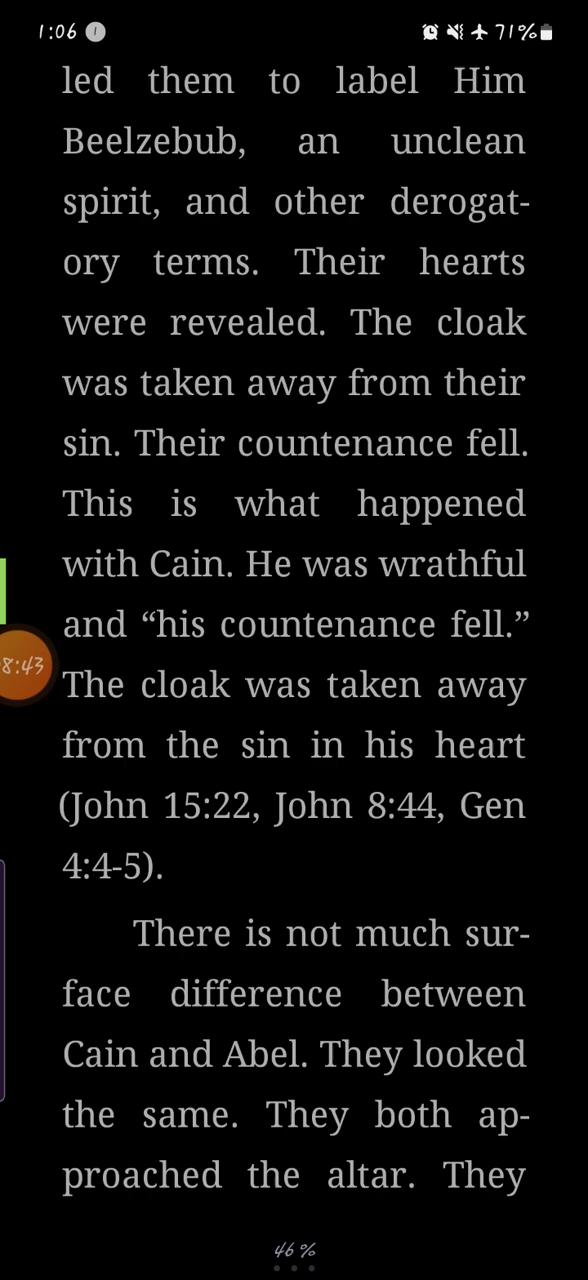 1:06
71%
led them to label Him
Beelzebub, an unclean
spirit, and other derogat-
ory terms. Their hearts
were revealed. The cloak
was taken away from their
sin. Their countenance fell.
This is what happened
with Cain. He was wrathful
and “his countenance fell.”
8:43
The cloak was taken away
from the sin in his heart
(John 15:22, John 8:44, Gen
4:4-5).
There is not much sur-
face difference between
Cain and Abel. They looked
the same. They both ap-
proached the altar. They
46%